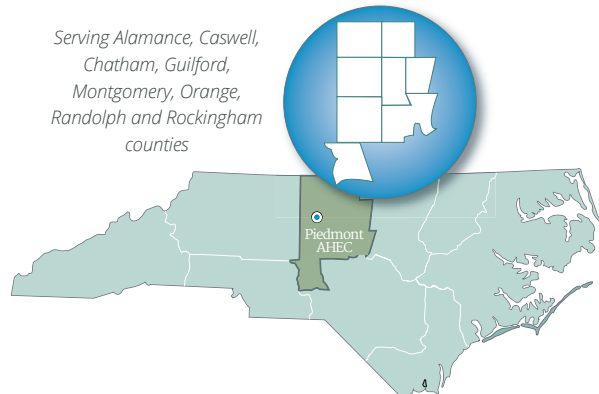 Serving Alamance, Caswell,
Chatham, Guilford,
Montgomery, Orange,
Randolph and Rockingham
counties
Piedmont
AHEC